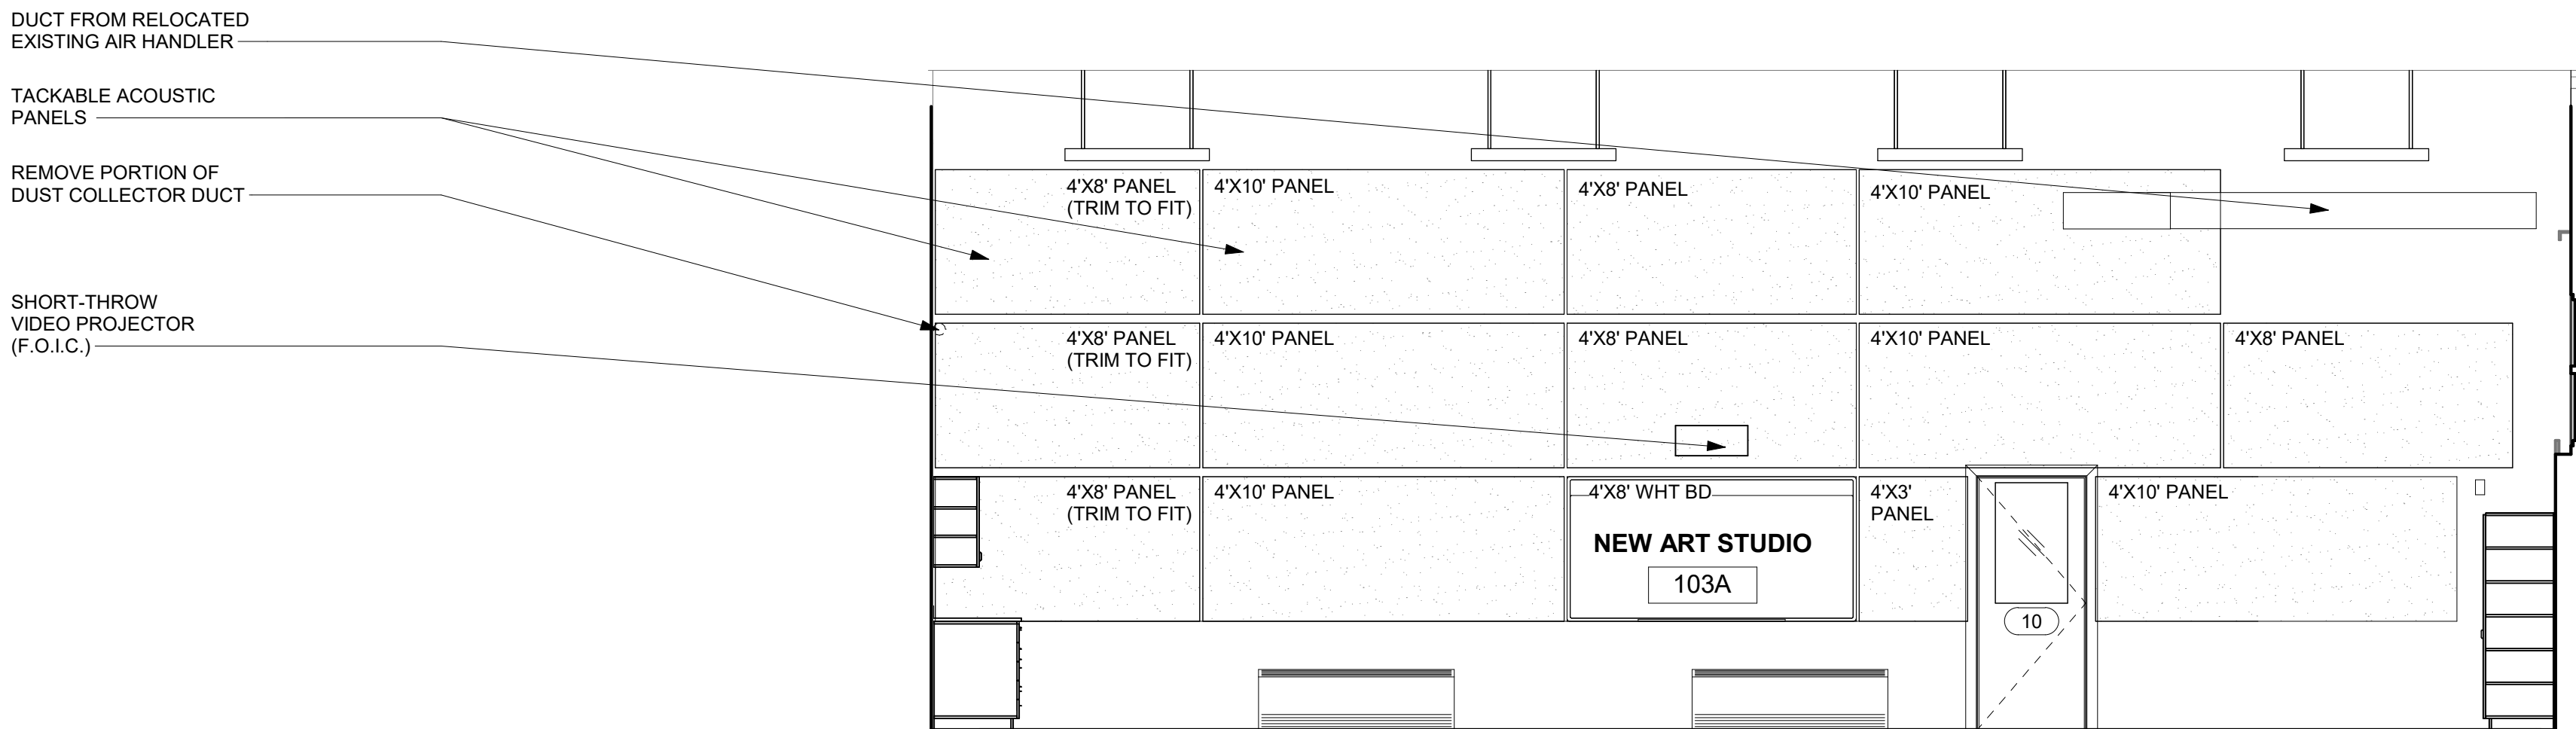 DUCT FROM RELOCATED
EXISTING AIR HANDLER
TACKABLE ACOUSTIC
PANELS
REMOVE PORTION OF
DUST COLLECTOR DUCT
SHORT-THROW
VIDEO PROJECTOR
(F.O.I.C.)
4'X8' PANEL
(TRIM TO FIT)
4'X10' PANEL
4'X8' PANEL
4'X10' PANEL
4'X8' PANEL
(TRIM TO FIT)
4'X10' PANEL
4'X8' PANEL
4'X10' PANEL
4'X8' PANEL
4'X8' PANEL
(TRIM TO FIT)
4'X10' PANEL
4'X8' WHT BD
NEW ART STUDIO
103A
4'X3'
PANEL
10
4'X10' PANEL